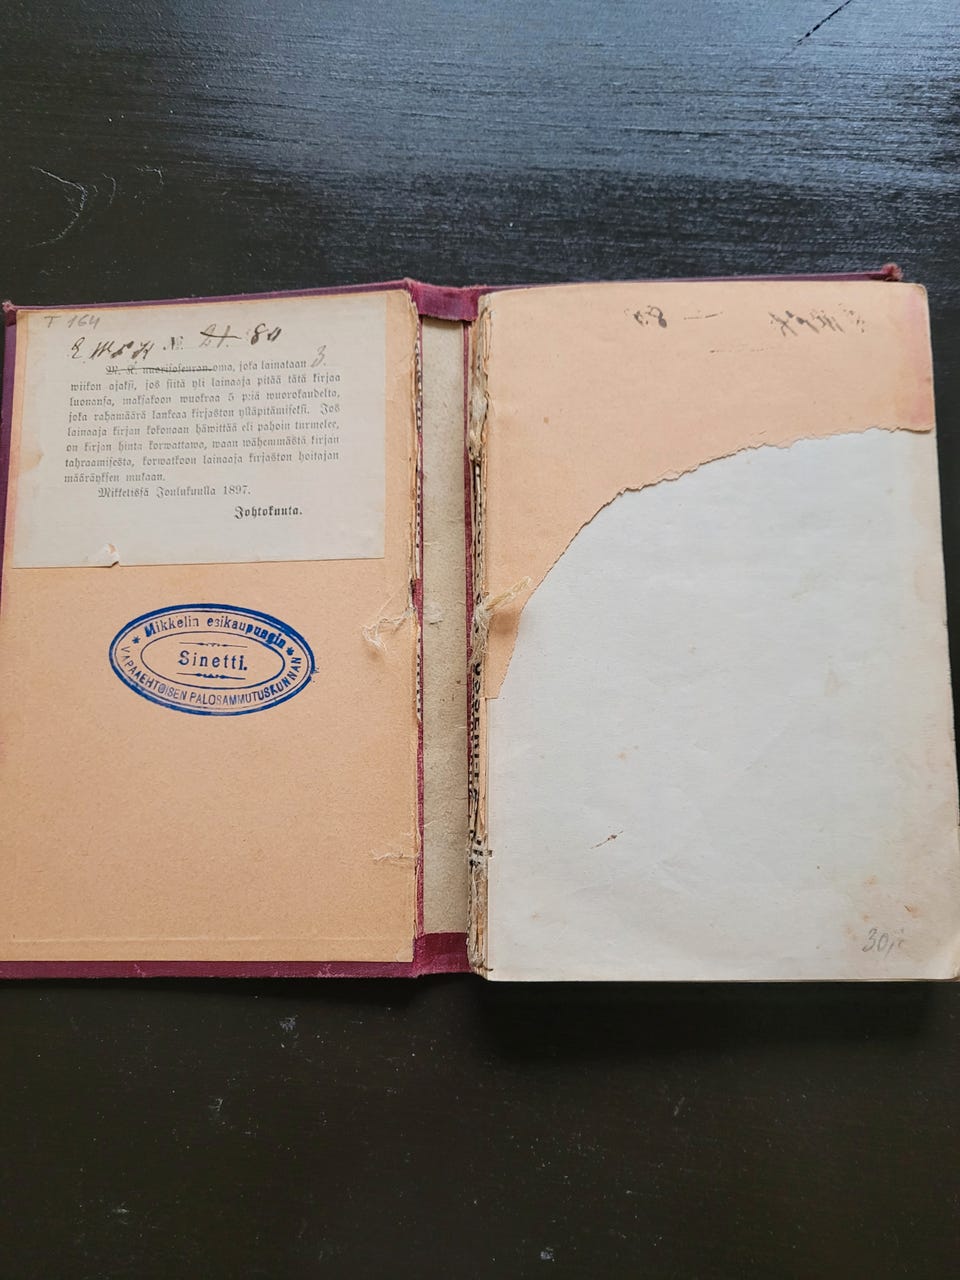 T 164
E. W. P. K № 21. 80
M. K. nuorisoseuran oma, joka lainataan 3.
wiikon ajaksi, jos siitä yli lainaaja pitää tätä kirjaa
luonansa, maksakoon wuokraa 5 p:iä wuorokaudelta,
joka rahamäärä lankeaa kirjaston ylläpitämiseksi. Jos
lainaaja kirjan kokonaan häwittää eli pahoin turmelee,
on kirjan hinta korwattawa, waan wähemmästä kirjan
tahraamisesta, korwatkoon lainaaja kirjaston hoitajan
määräyksen mukaan.
Mikkelissä Joulukuulla 1897.
Johtokunta.
Mikkelin esikaupungin
Sinetti.
VAPAAEHTOISEN PALOSAMMUTUSKUNNAN
30,